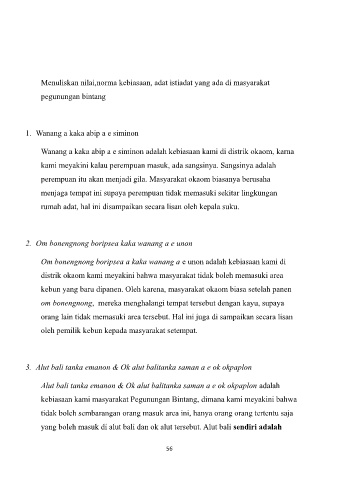 Menuliskan nilai,norma kebiasaan, adat istiadat yang ada di masyarakat
pegunungan bintang
1. Wanang a kaka abip a e siminon
Wanang a kaka abip a e siminon adalah kebiasaan kami di distrik okaom, karna
kami meyakini kalau perempuan masuk, ada sangsinya. Sangsinya adalah
perempuan itu akan menjadi gila. Masyarakat okaom biasanya berusaha
menjaga tempat ini supaya perempuan tidak memasuki sekitar lingkungan
rumah adat, hal ini disampaikan secara lisan oleh kepala suku.
2. Om bonengnong boripsea kaka wanang a e unon
Om bonengnong boripsea a kaka wanang a e unon adalah kebiasaan kami di
distrik okaom kami meyakini bahwa masyarakat tidak boleh memasuki area
kebun yang baru dipanen. Oleh karena, masyarakat okaom biasa setelah panen
om bonengnong, mereka menghalangi tempat tersebut dengan kayu, supaya
orang lain tidak memasuki area tersebut. Hal ini juga di sampaikan secara lisan
oleh pemilik kebun kepada masyarakat setempat.
3. Alut bali tanka emanon & Ok alut balitanka saman a e ok okpaplon
Alut bali tanka emanon & Ok alut balitanka saman a e ok okpaplon adalah
kebiasaan kami masyarakat Pegunungan Bintang, dimana kami meyakini bahwa
tidak boleh sembarangan orang masuk area ini, hanya orang orang tertentu saja
yang boleh masuk di alut bali dan ok alut tersebut. Alut bali sendiri adalah
56